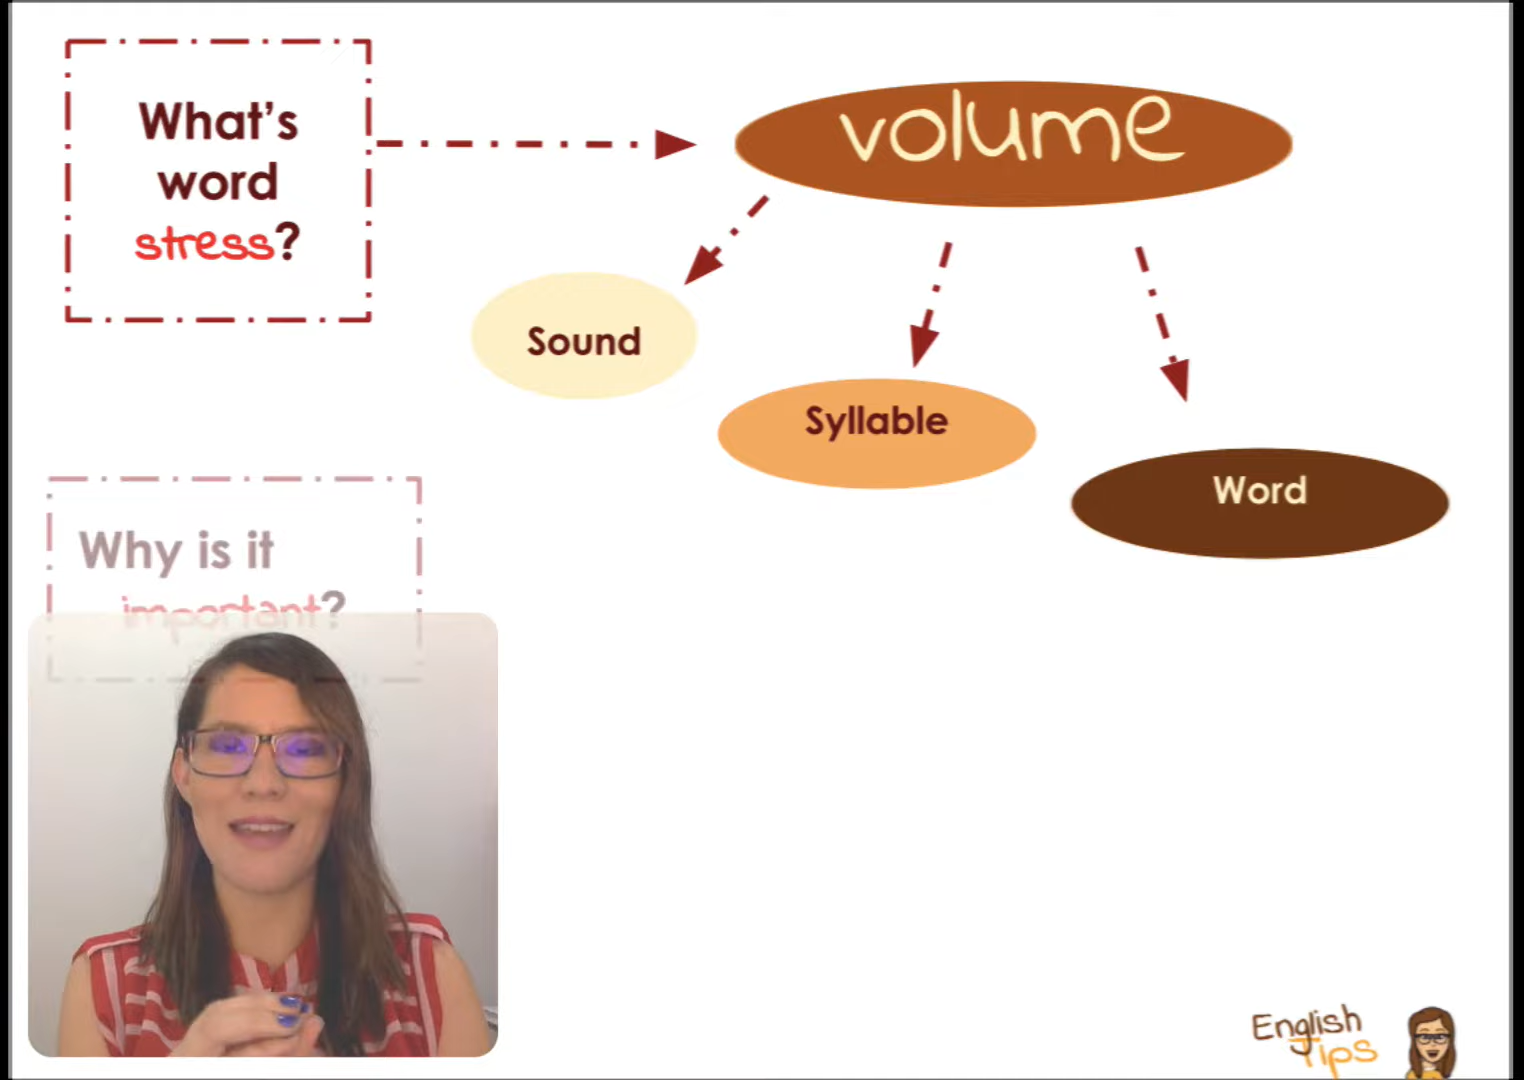 What's
word
stress?
volume
Sound
Syllable
Word
Why is it
important?
English
Tips